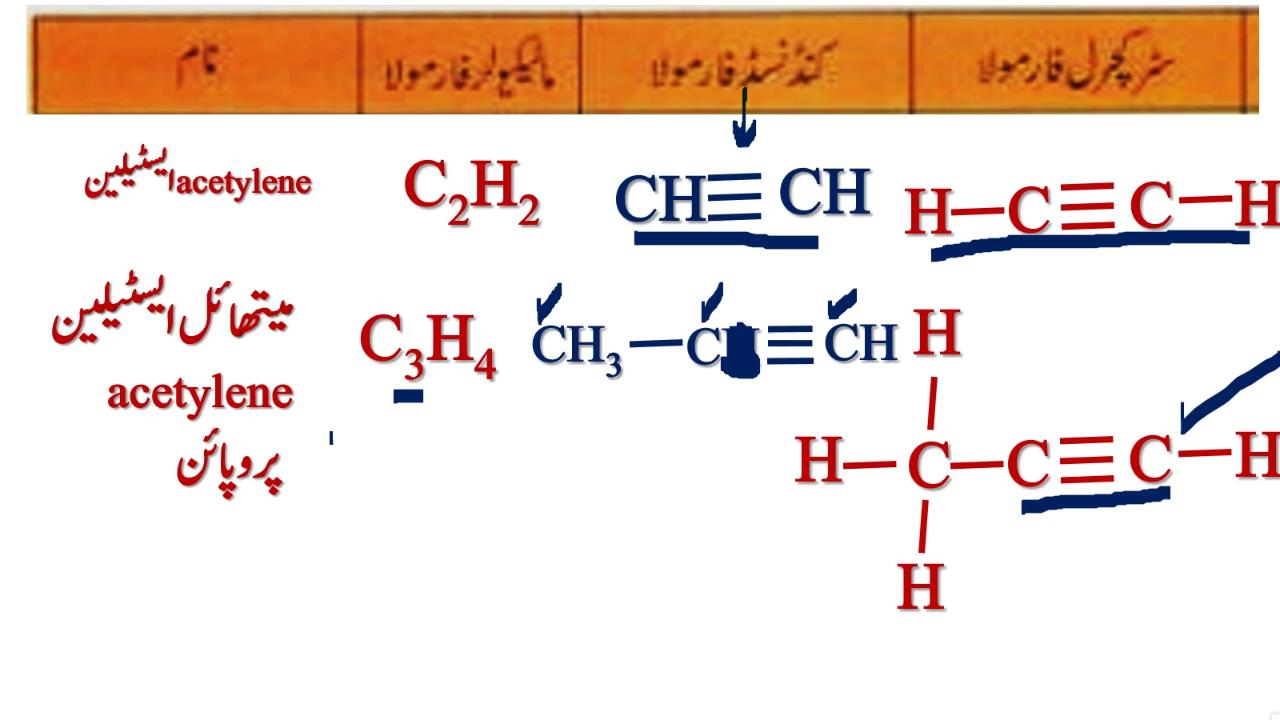 نام مالیکیولر فارمولا کنڈنسڈ فارمولا سٹرکچرل فارمولا
ایسٹیلین acetylene C₂H₂ CH≡CH H—C≡C—H
میتھائل ایسٹیلین C₃H₄ CH₃—C≡CH H
acetylene
پروپائن H—C—C≡C—H
H